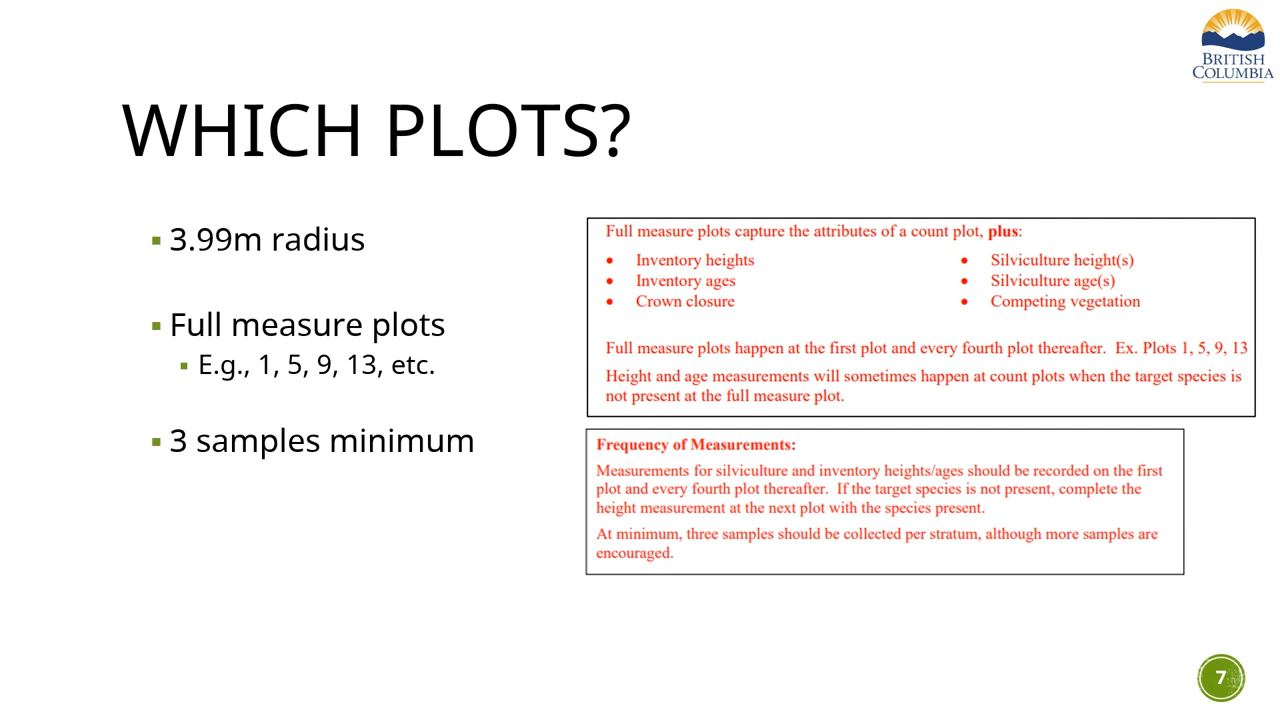 BRITISH
COLUMBIA
WHICH PLOTS?
▪ 3.99m radius
▪ Full measure plots
▪ E.g., 1, 5, 9, 13, etc.
▪ 3 samples minimum
Full measure plots capture the attributes of a count plot, plus:
• Inventory heights
• Inventory ages
• Crown closure
• Silviculture height(s)
• Silviculture age(s)
• Competing vegetation
Full measure plots happen at the first plot and every fourth plot thereafter. Ex. Plots 1, 5, 9, 13
Height and age measurements will sometimes happen at count plots when the target species is
not present at the full measure plot.
Frequency of Measurements:
Measurements for silviculture and inventory heights/ages should be recorded on the first
plot and every fourth plot thereafter. If the target species is not present, complete the
height measurement at the next plot with the species present.
At minimum, three samples should be collected per stratum, although more samples are
encouraged.
7